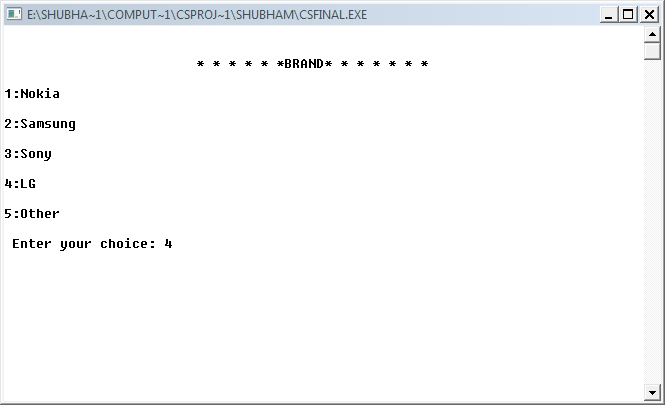 E:\SHUBHA~1\COMPUT~1\CSPROJ~1\SHUBHAM\CSFINAL.EXE
* * * * * *BRAND* * * * * * *
1:Nokia
2:Samsung
3:Sony
4:LG
5:Other
Enter your choice: 4